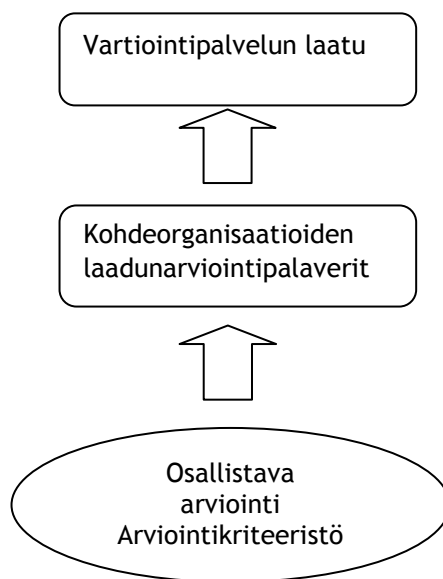 Vartiointipalvelun laatu
Kohdeorganisaatioiden
laadunarviointipalaverit
Osallistava
arviointi
Arviointikriteeristö